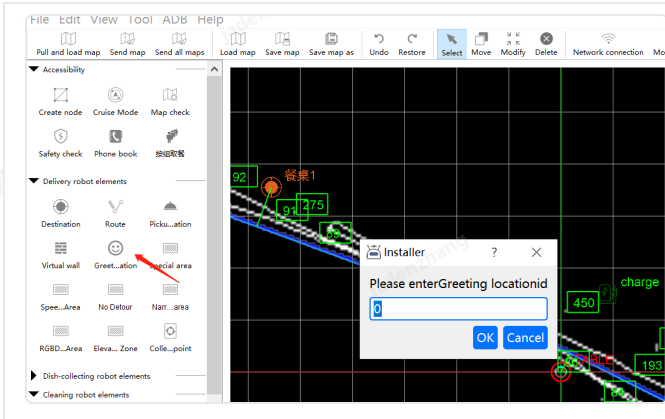 File Edit View Tool ADB Help
Pull and load map Send map Send all maps Load map Save map Save map as Undo Restore Select Move Modify Delete Network connection Mo
Accessibility
Create node Cruise Mode Map check
Safety check Phone book 按组取餐
Delivery robot elements
Destination Route Picku...ation
Virtual wall Greet...ation Special area
Spee...Area No Detour Narr...area
RGBD...Area Eleva... Zone Colle...point
Dish-collecting robot elements
Cleaning robot elements
92
餐桌1
91 275
89
Installer ? ×
Please enterGreeting locationid
0
OK Cancel
charge
450
193